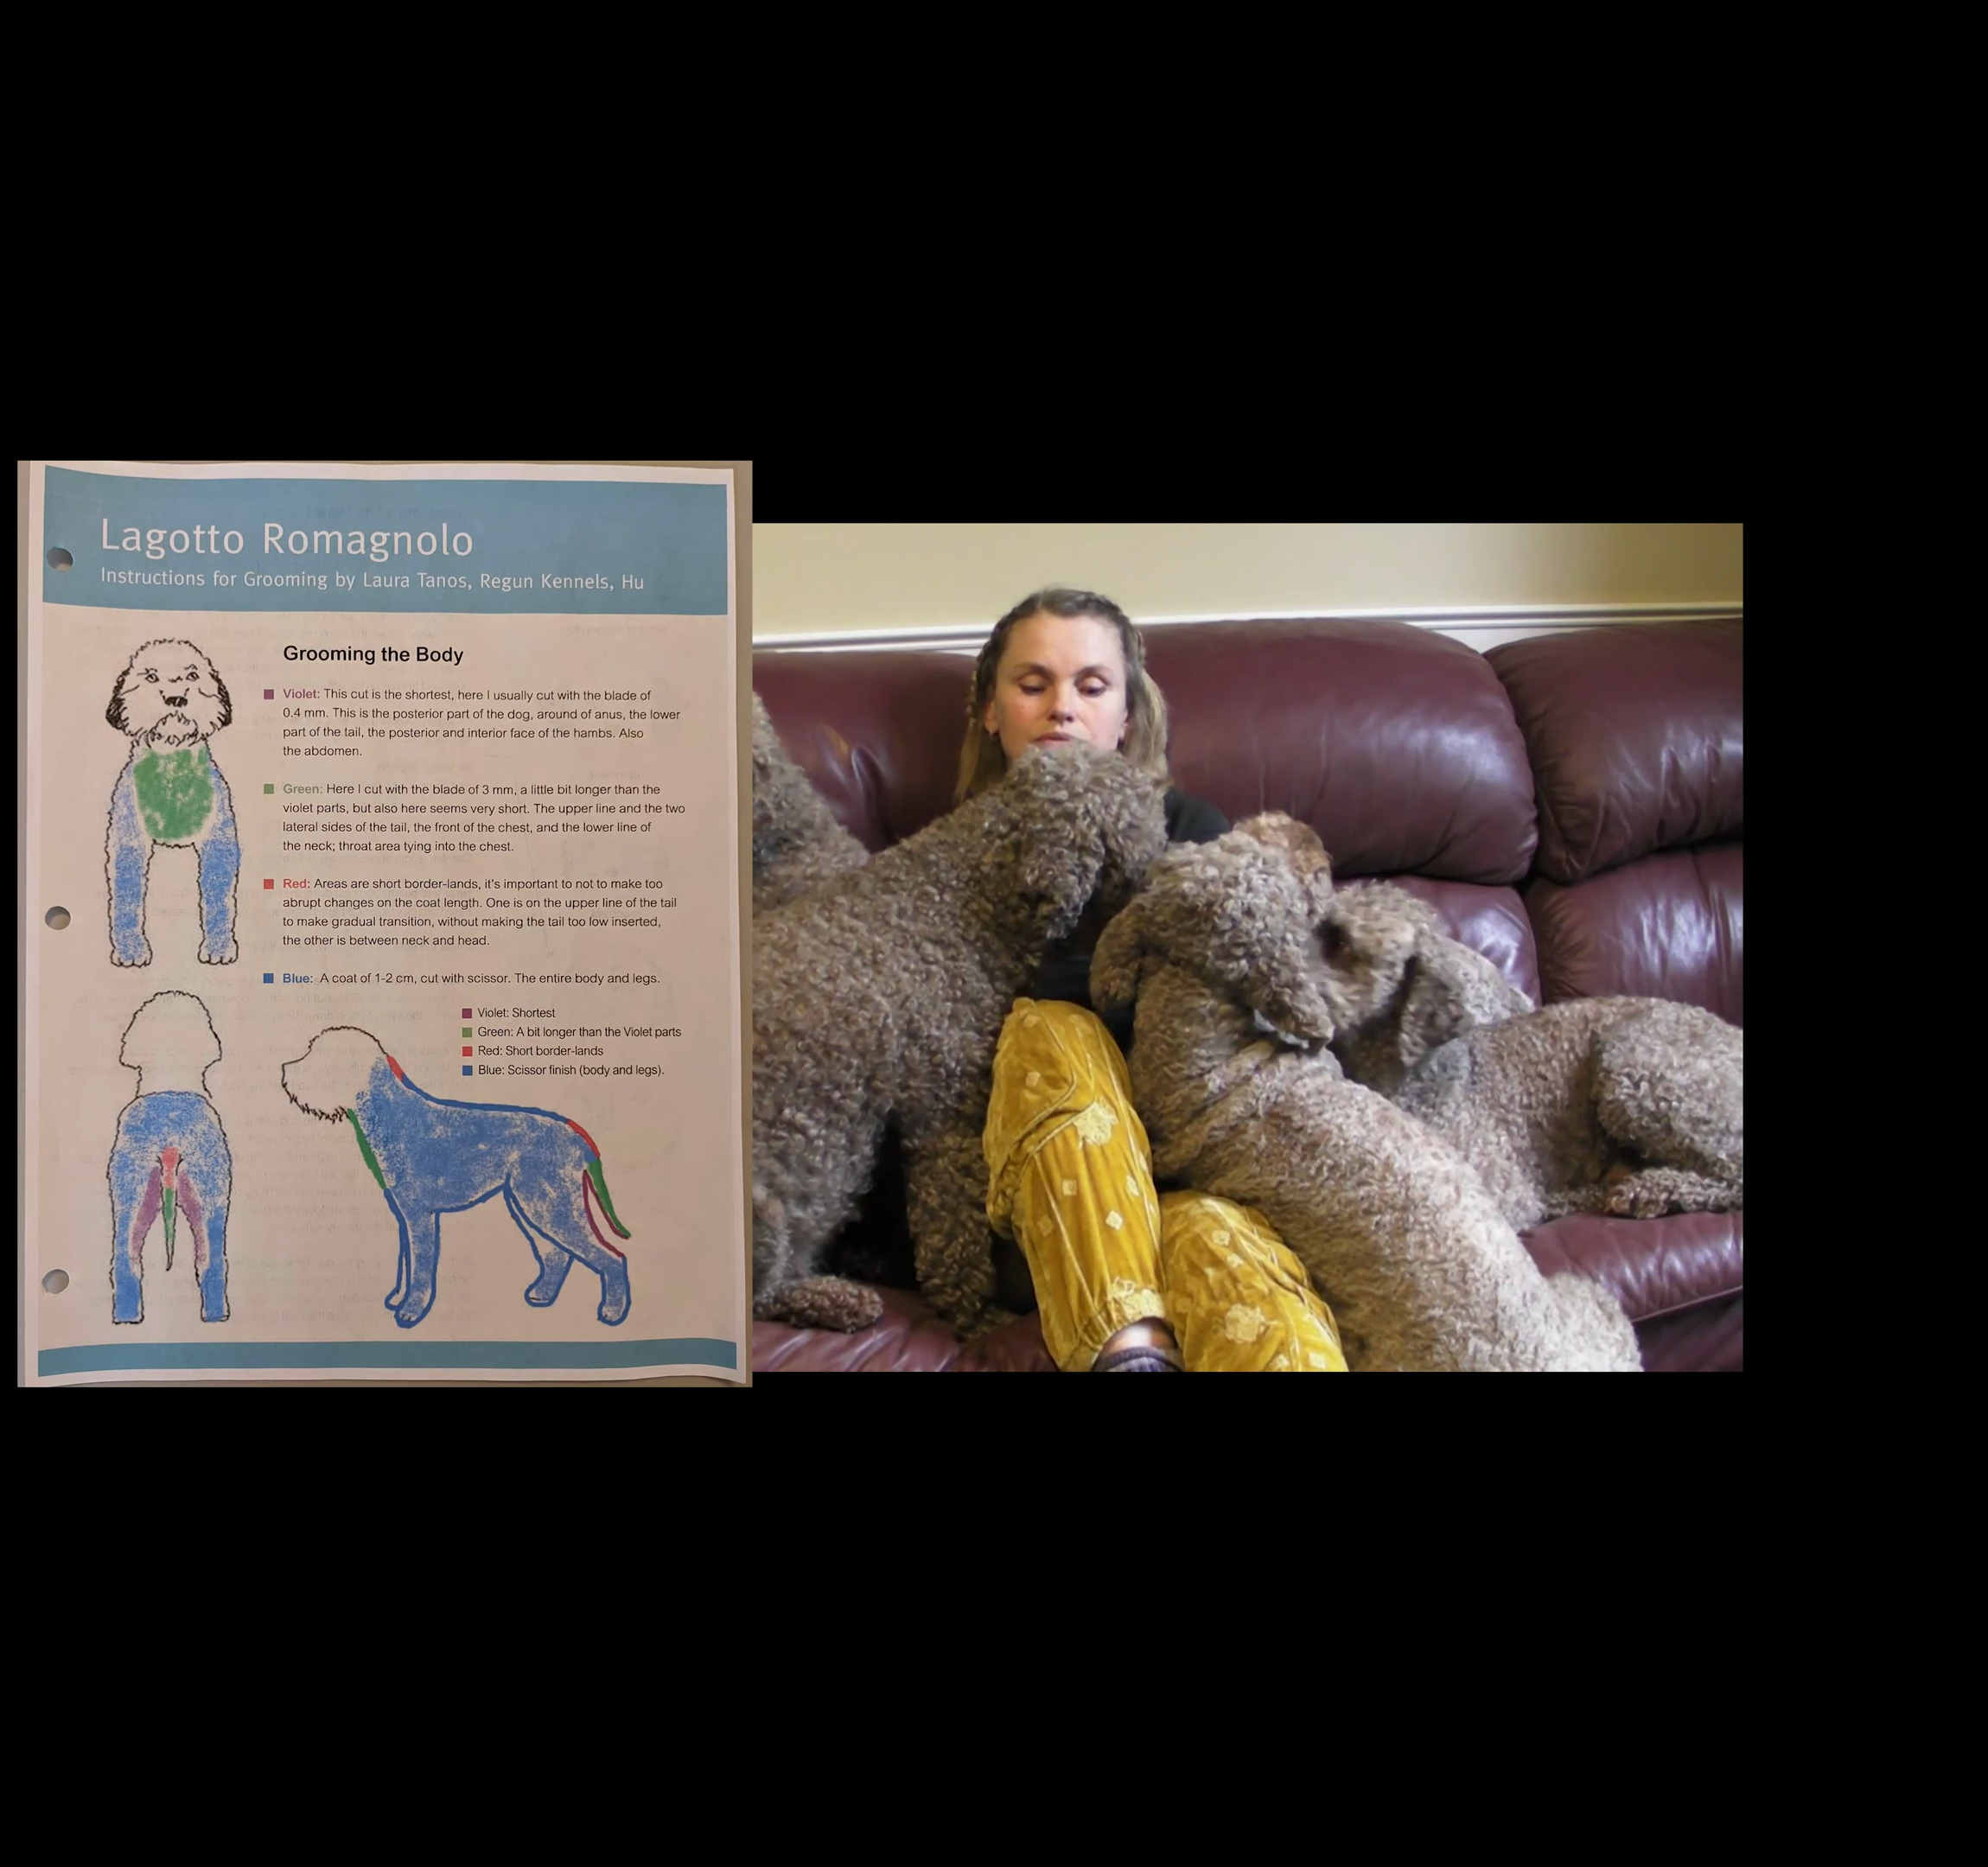 Lagotto Romagnolo
Instructions for Grooming by Laura Tanos, Regun Kennels, Hu
Grooming the Body
Violet: This cut is the shortest, here I usually cut with the blade of
0.4 mm. This is the posterior part of the dog, around of anus, the lower
part of the tail, the posterior and interior face of the hambs. Also
the abdomen.
Green: Here I cut with the blade of 3 mm, a little bit longer than the
violet parts, but also here seems very short. The upper line and the two
lateral sides of the tail, the front of the chest, and the lower line of
the neck; throat area tying into the chest.
Red: Areas are short border-lands, it's important to not to make too
abrupt changes on the coat length. One is on the upper line of the tail
to make gradual transition, without making the tail too low inserted,
the other is between neck and head.
Blue: A coat of 1-2 cm, cut with scissor. The entire body and legs.
Violet: Shortest
Green: A bit longer than the Violet parts
Red: Short border-lands
Blue: Scissor finish (body and legs).